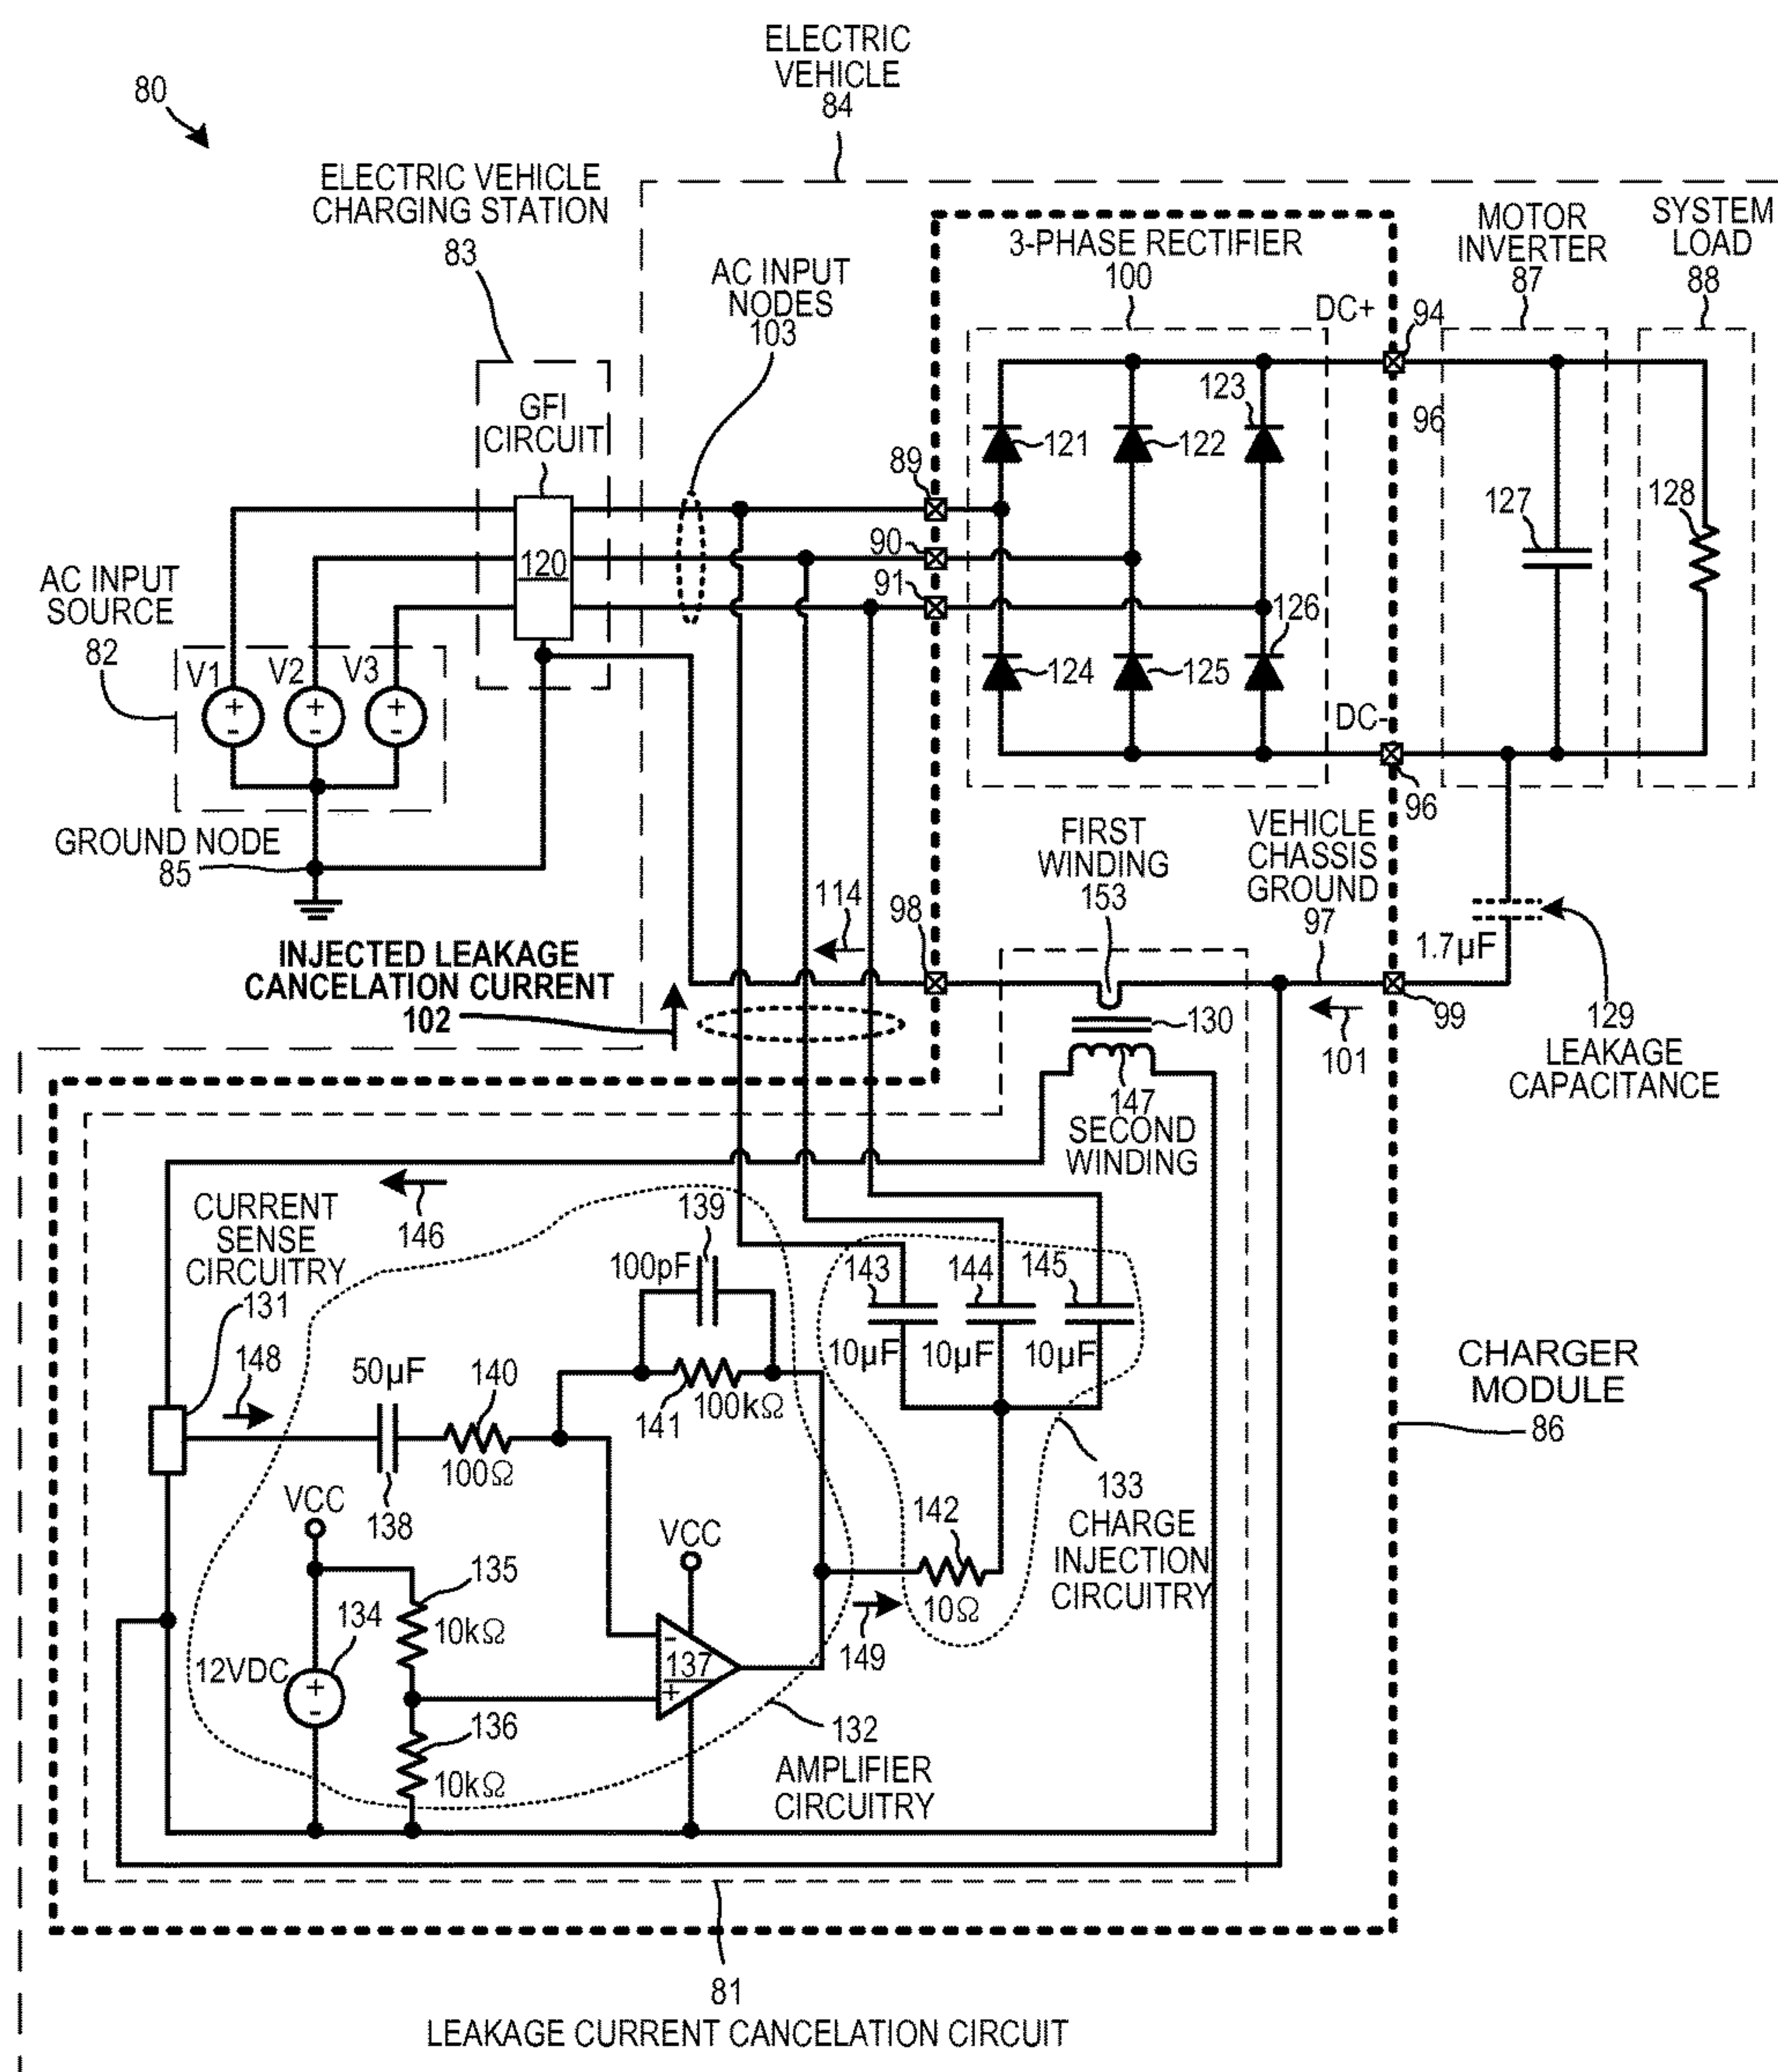 80
ELECTRIC
VEHICLE
84
ELECTRIC VEHICLE
CHARGING STATION
83
AC INPUT
NODES
103
3-PHASE RECTIFIER
100
MOTOR
INVERTER
87
SYSTEM
LOAD
88
DC+
94
96
GFI
CIRCUIT
120
121
122
123
89
90
91
127
128
AC INPUT
SOURCE
82
V1
V2
V3
+
-
+
-
+
-
124
125
126
DC-
96
GROUND NODE
85
FIRST
WINDING
153
VEHICLE
CHASSIS
GROUND
97
114
98
1.7µF
INJECTED LEAKAGE
CANCELATION CURRENT
102
130
101
99
129
LEAKAGE
CAPACITANCE
147
SECOND
WINDING
146
CURRENT
SENSE
CIRCUITRY
131
139
100pF
143
144
145
10µF
10µF
10µF
148
50µF
140
141
100kΩ
100Ω
138
CHARGER
MODULE
86
VCC
VCC
142
133
CHARGE
INJECTION
CIRCUITRY
135
10kΩ
134
12VDC
+
-
-
137
+
10Ω
149
136
10kΩ
132
AMPLIFIER
CIRCUITRY
81
LEAKAGE CURRENT CANCELATION CIRCUIT